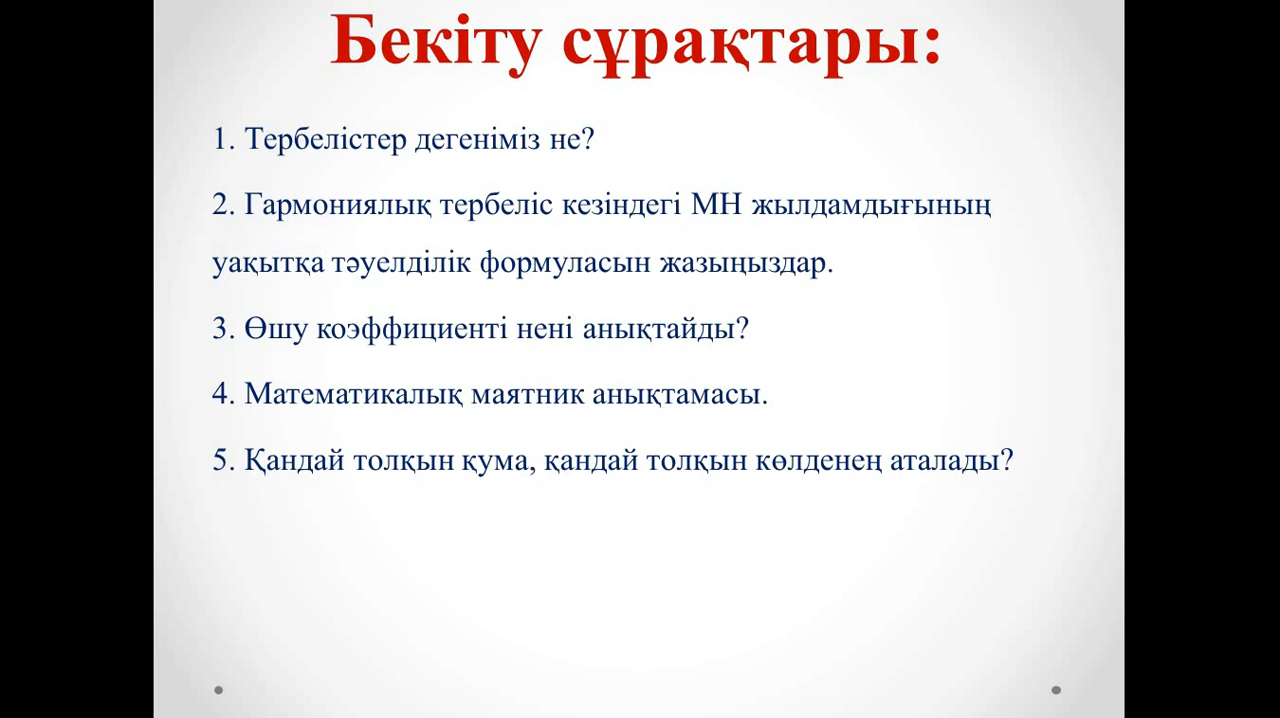 Бекіту сұрақтары:
1. Тербелістер дегеніміз не?
2. Гармониялық тербеліс кезіндегі МН жылдамдығының
уақытқа тәуелділік формуласын жазыңыздар.
3. Өшу коэффициенті нені анықтайды?
4. Математикалық маятник анықтамасы.
5. Қандай толқын қума, қандай толқын көлденең аталады?